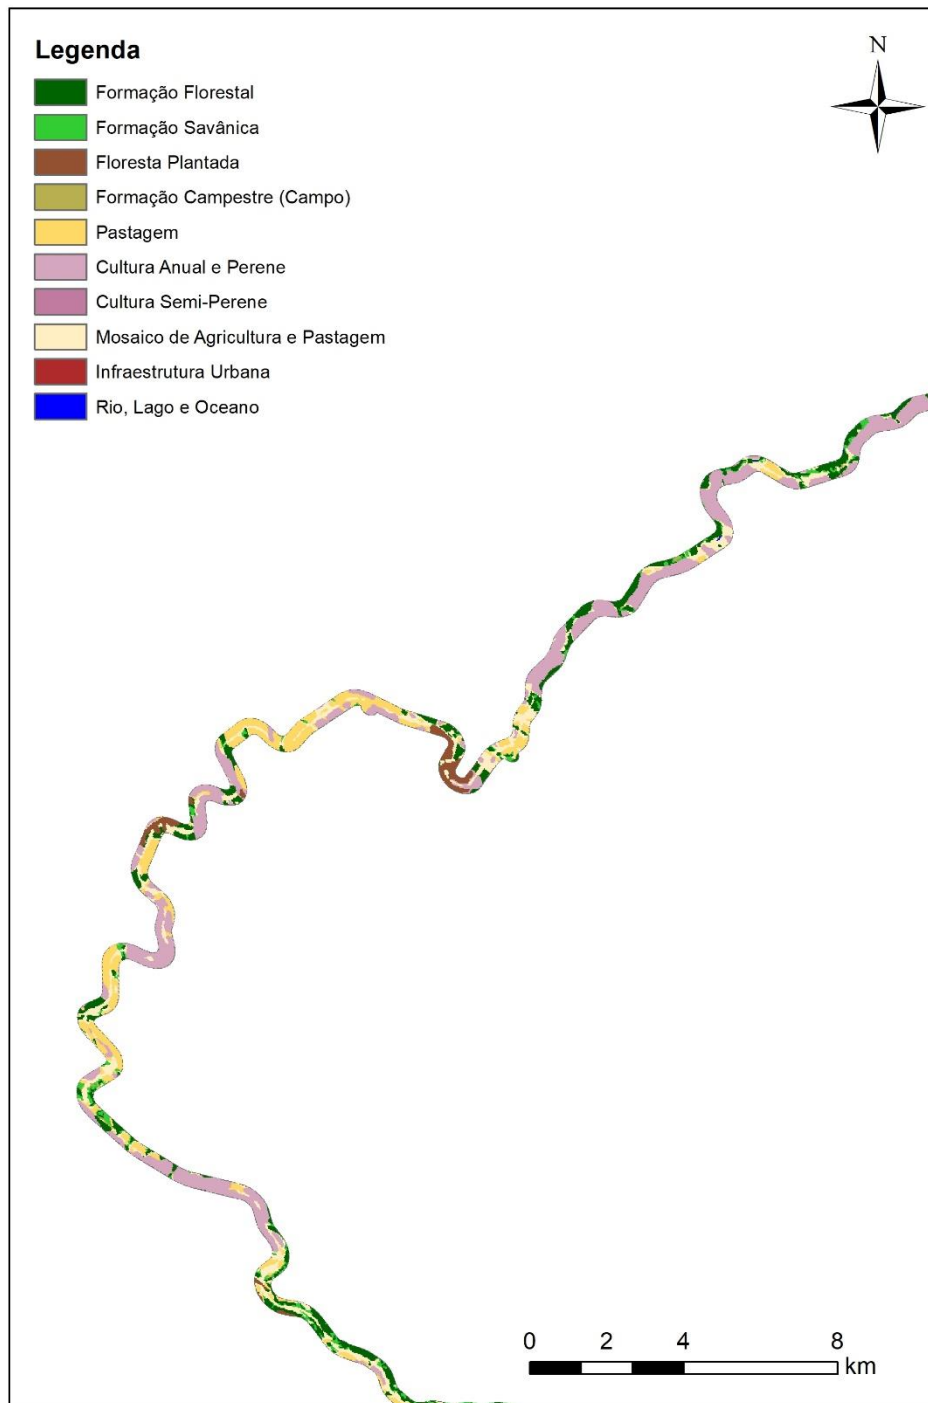 Legenda
N
Formação Florestal
Formação Savânica
Floresta Plantada
Formação Campestre (Campo)
Pastagem
Cultura Anual e Perene
Cultura Semi-Perene
Mosaico de Agricultura e Pastagem
Infraestrutura Urbana
Rio, Lago e Oceano
0 2 4 8
km